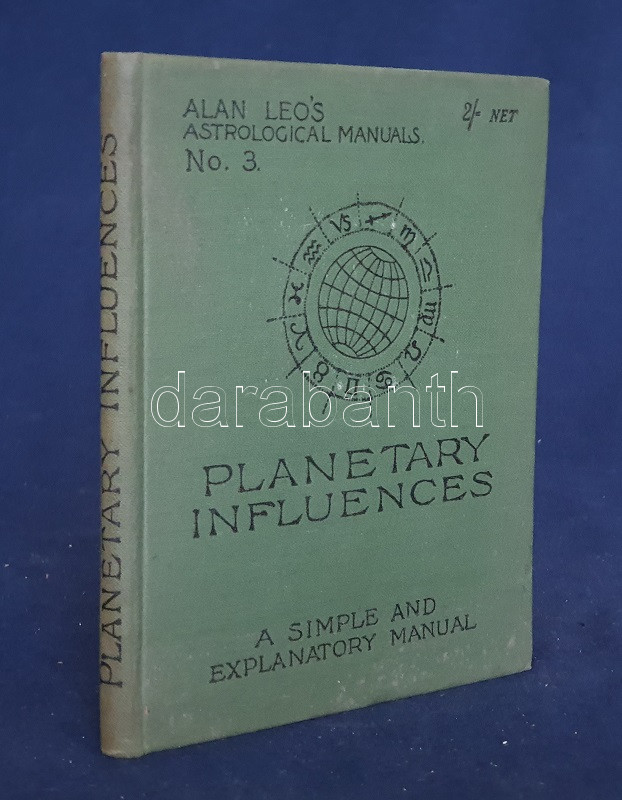 ALAN LEO'S
ASTROLOGICAL MANUALS.
No. 3.
2/- NET
darabanth
PLANETARY
INFLUENCES
A SIMPLE AND
EXPLANATORY MANUAL
PLANETARY INFLUENCES